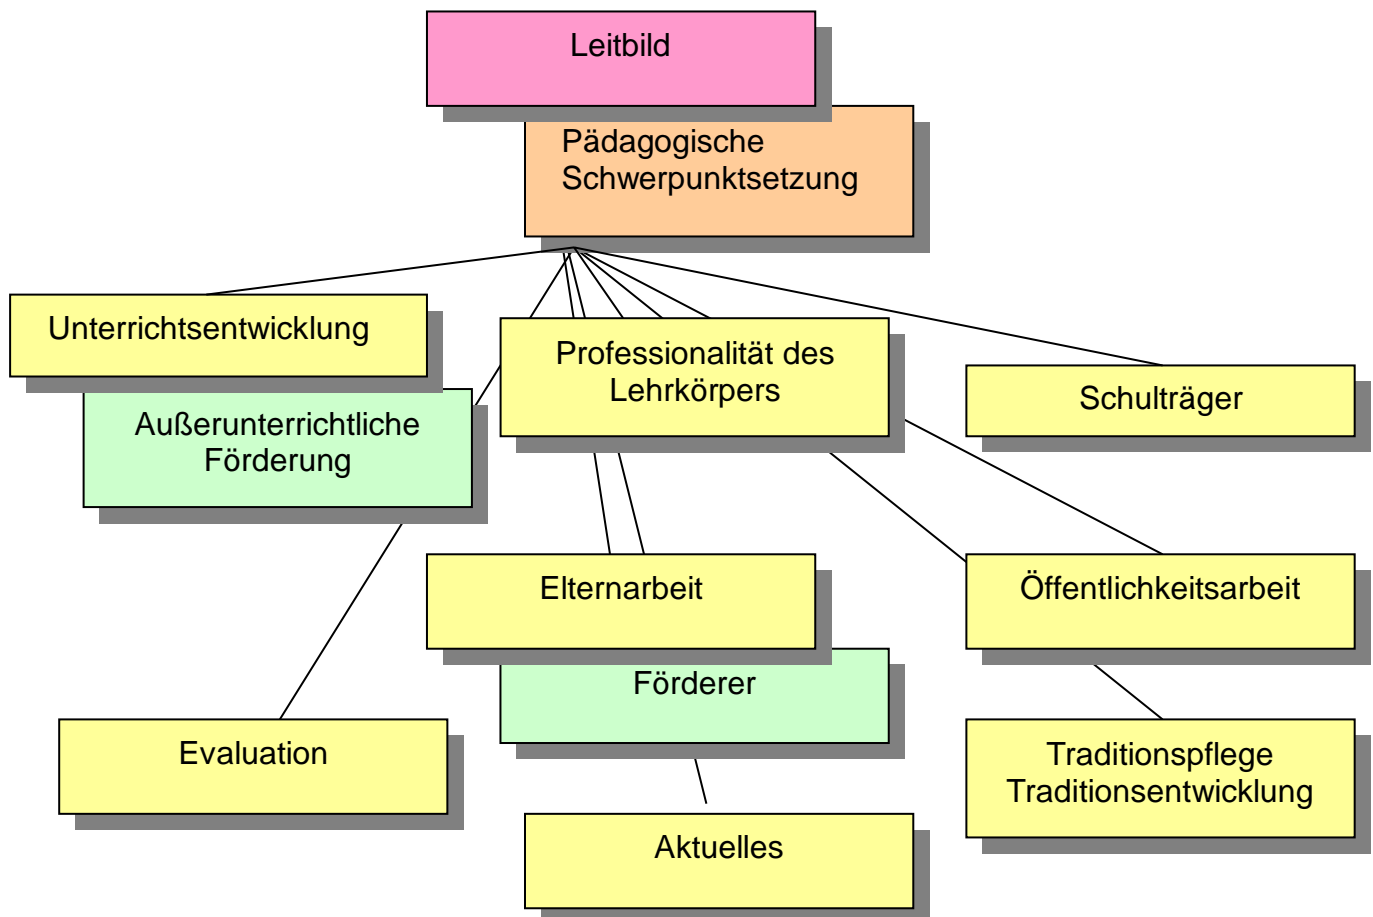 Leitbild
Pädagogische
Schwerpunktsetzung
Unterrichtsentwicklung
Professionalität des
Lehrkörpers
Schulträger
Außerunterrichtliche
Förderung
Elternarbeit
Öffentlichkeitsarbeit
Förderer
Evaluation
Traditionspflege
Traditionsentwicklung
Aktuelles